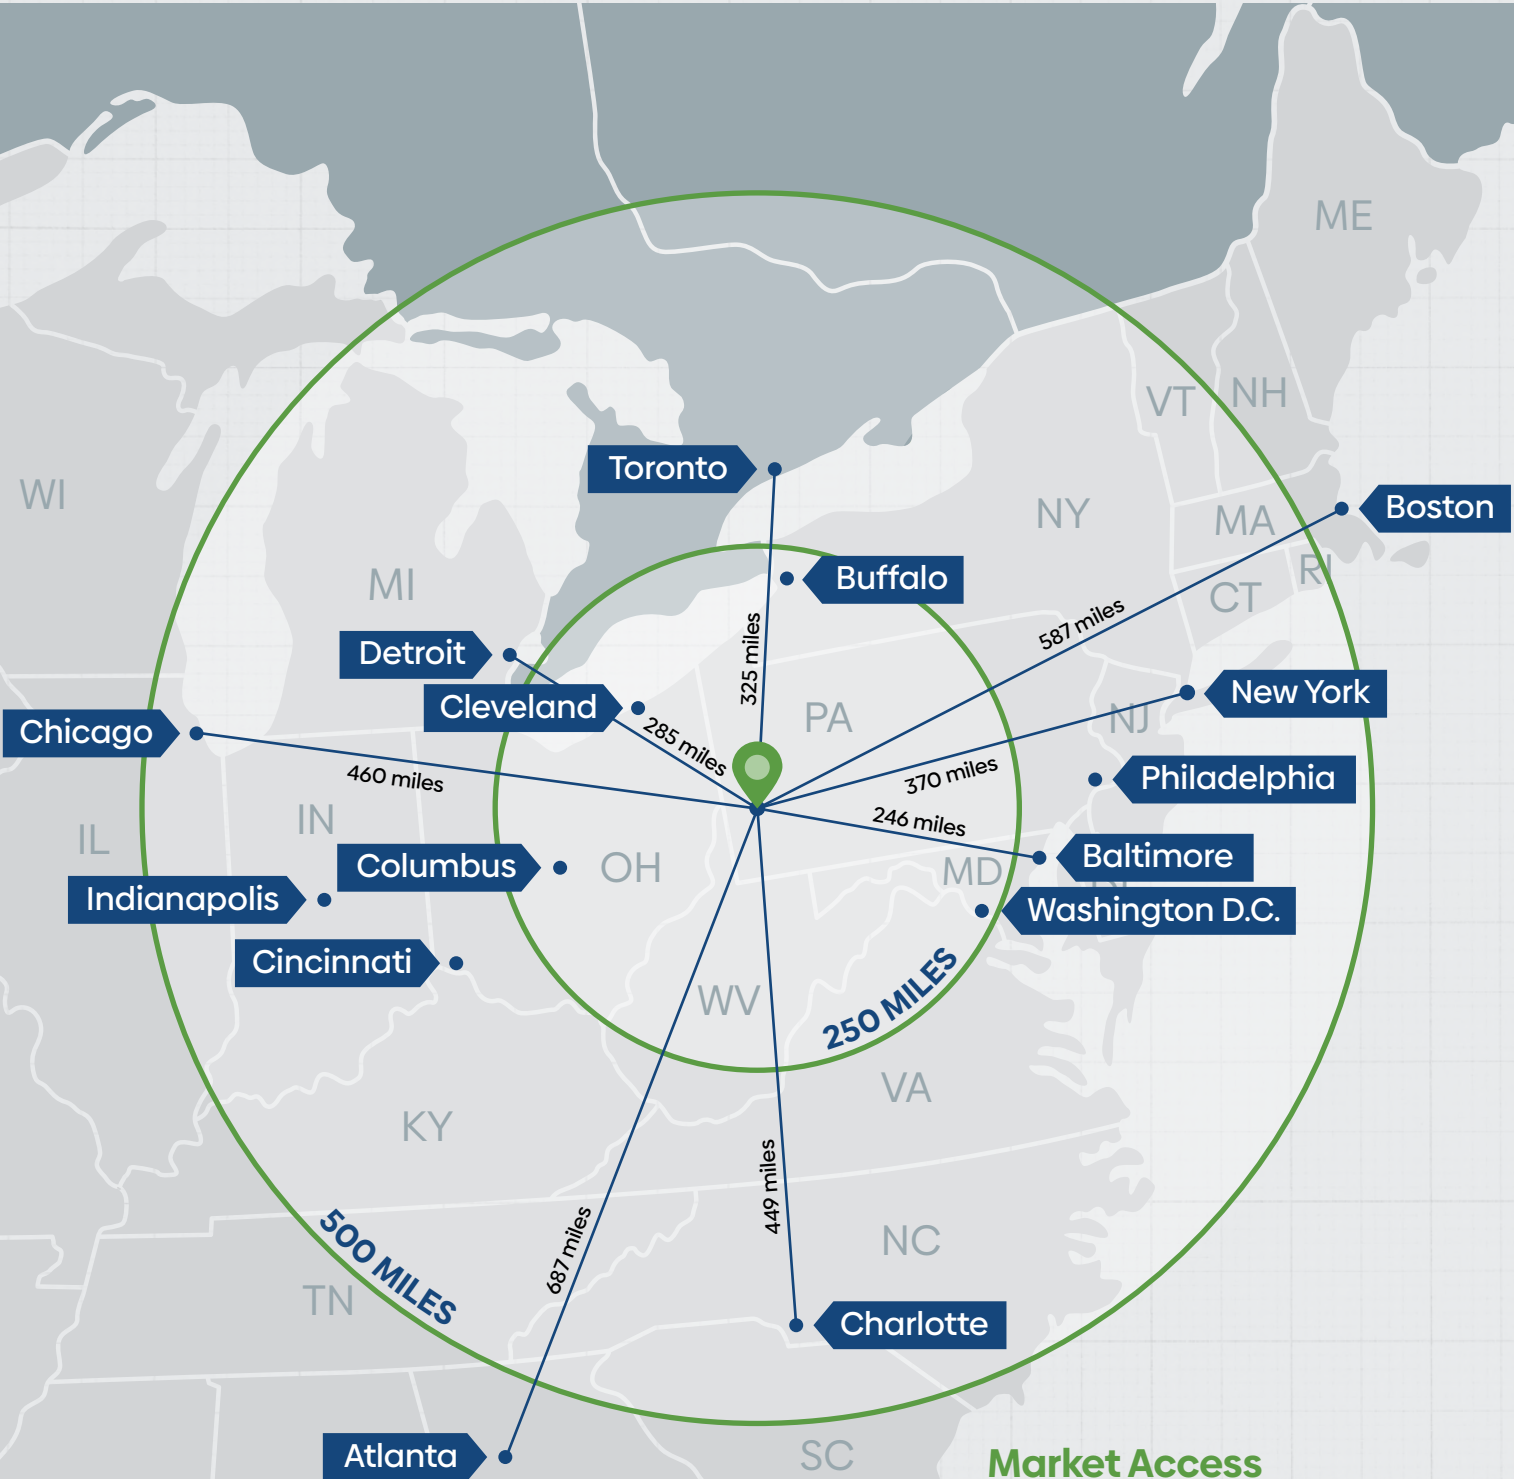 ME
VT
NH
WI
Toronto
NY
MA
Boston
MI
Buffalo
RI
CT
587 miles
Detroit
325 miles
Cleveland
New York
285 miles
PA
NJ
Chicago
460 miles
370 miles
Philadelphia
IN
246 miles
IL
Columbus
OH
MD
Baltimore
Indianapolis
Washington D.C.
Cincinnati
WV
250 MILES
VA
KY
449 miles
500 MILES
687 miles
NC
TN
Charlotte
Atlanta
SC
Market Access